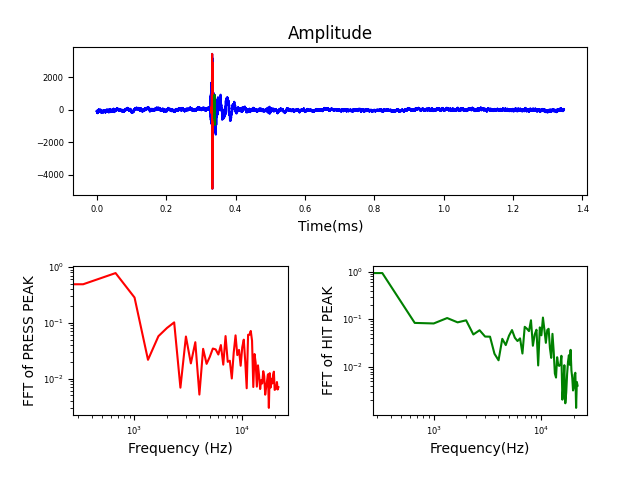 Amplitude
2000
0
−2000
−4000
0.0 0.2 0.4 0.6 0.8 1.0 1.2 1.4
Time(ms)
FFT of PRESS PEAK
10⁰
10⁻¹
10⁻²
10³ 10⁴
Frequency (Hz)
FFT of HIT PEAK
10⁰
10⁻¹
10⁻²
10³ 10⁴
Frequency(Hz)